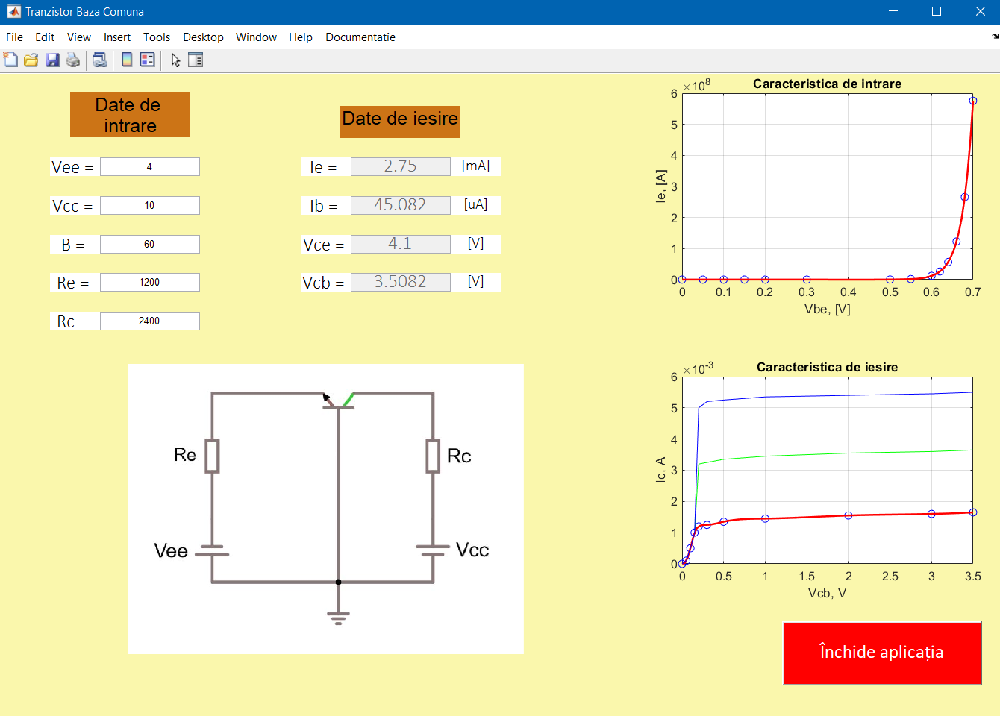 Tranzistor Baza Comuna
File Edit View Insert Tools Desktop Window Help Documentatie
Date de
intrare
Vee = 4
Vcc = 10
B = 60
Re = 1200
Rc = 2400
Date de iesire
Ie = 2.75 [mA]
Ib = 45.082 [uA]
Vce = 4.1 [V]
Vcb = 3.5082 [V]
Re
Rc
Vee
Vcc
Caracteristica de intrare
×10^8
6
5
4
3
2
1
0
0 0.1 0.2 0.3 0.4 0.5 0.6 0.7
Ie, [A]
Vbe, [V]
Caracteristica de iesire
×10^-3
6
5
4
3
2
1
0
0 0.5 1 1.5 2 2.5 3 3.5
Ic, A
Vcb, V
Închide aplicația